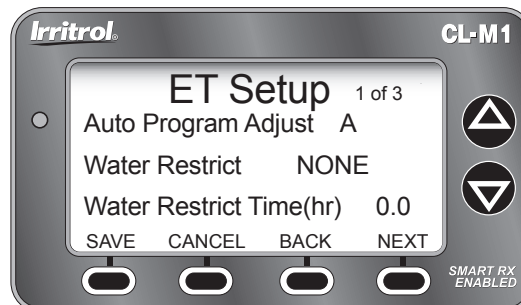 Irritrol® CL-M1
ET Setup 1 of 3
Auto Program Adjust A
Water Restrict NONE
Water Restrict Time(hr) 0.0
SAVE CANCEL BACK NEXT
SMART RX
ENABLED